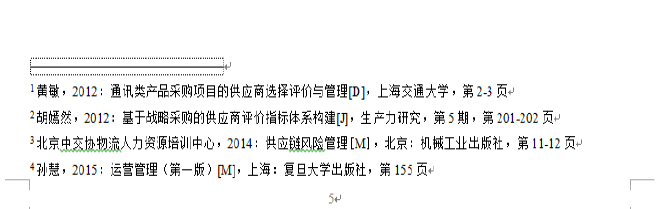 1 黄敏，2012：通讯类产品采购项目的供应商选择评价与管理[D]，上海交通大学，第 2-3 页
2 胡嫣然，2012：基于战略采购的供应商评价指标体系构建[J]，生产力研究，第 5 期，第 201-202 页
3 北京中交协物流人力资源培训中心，2014：供应链风险管理[M]，北京：机械工业出版社，第 11-12 页
4 孙慧，2015：运营管理（第一版）[M]，上海：复旦大学出版社，第 155 页
5